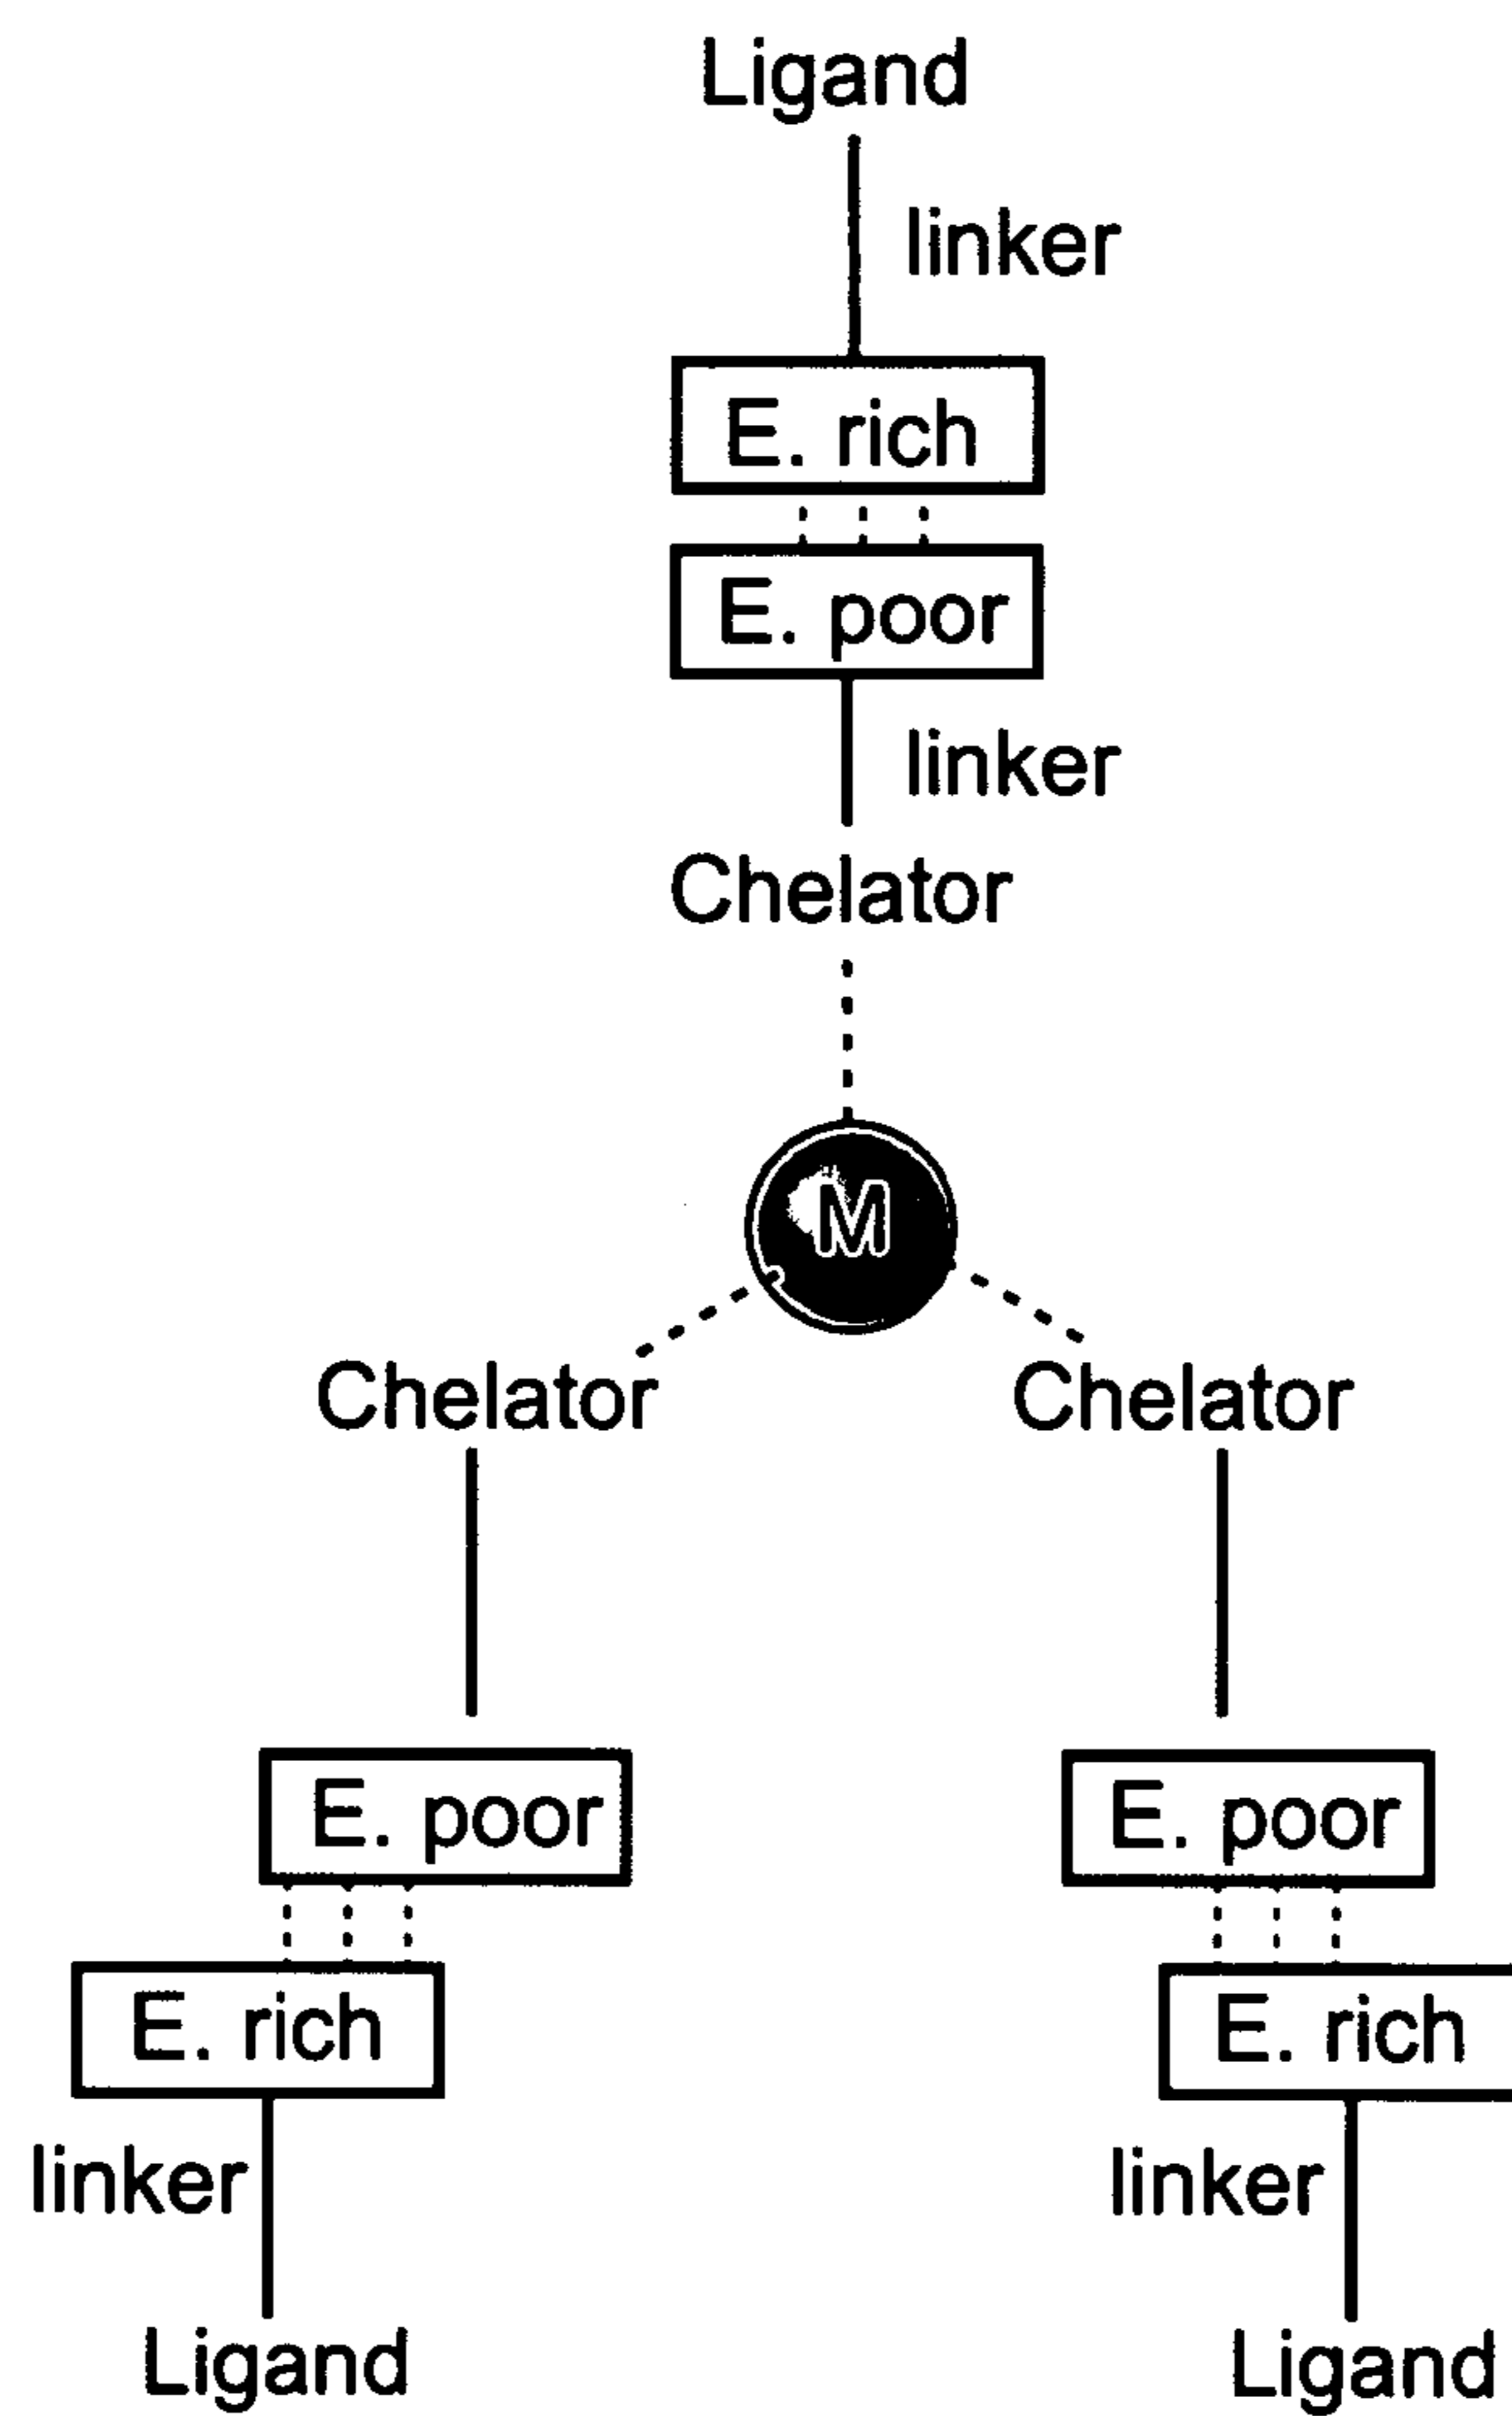 Ligand
linker
E. rich
E. poor
linker
Chelator
M
Chelator Chelator
E. poor E. poor
E. rich E. rich
linker linker
Ligand Ligand